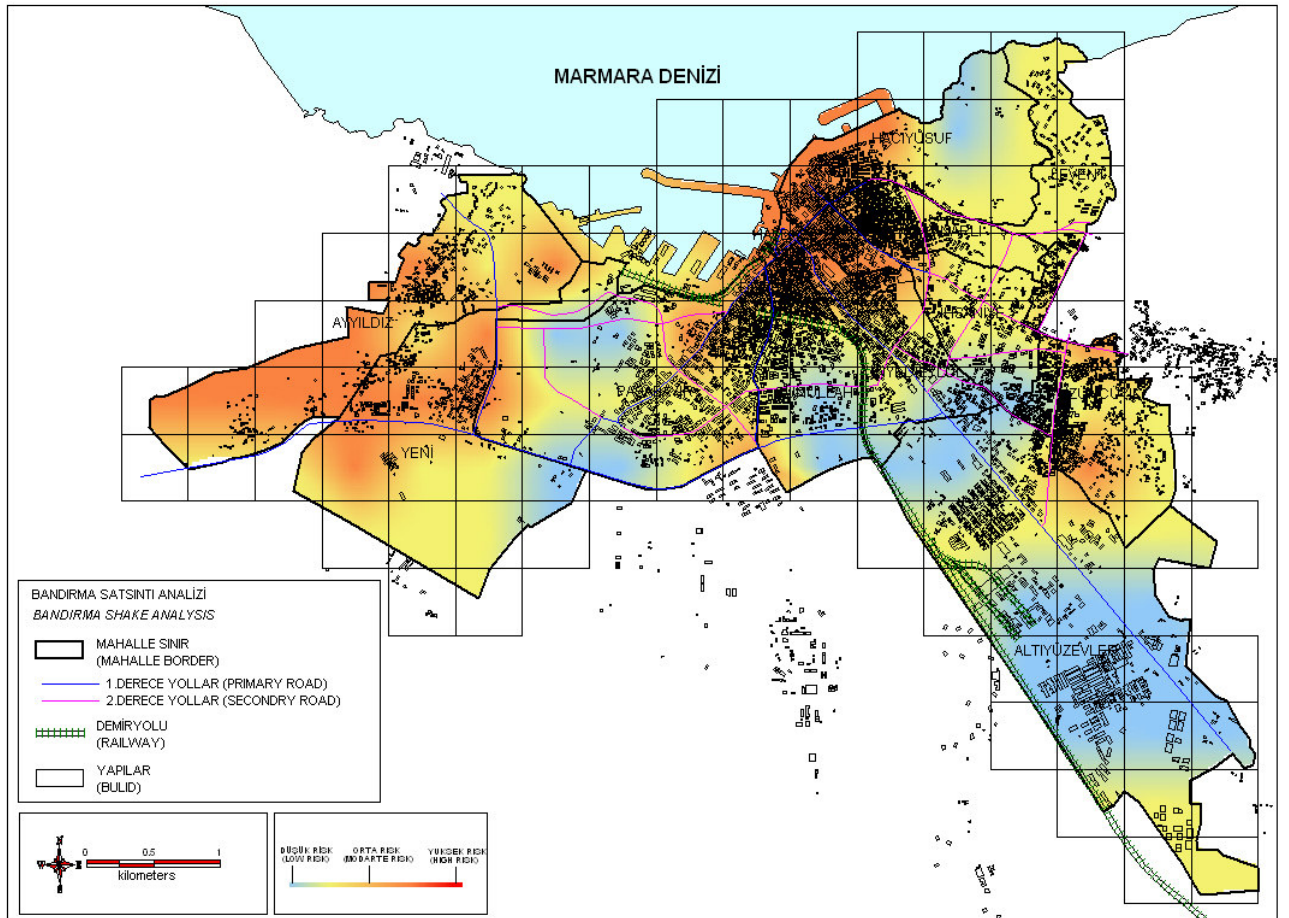 MARMARA DENİZİ
HACIYUSUF
LEVENT
AYYILDIZ
YENİ
ALTIYÜZEVLER
BANDIRMA SATSINTI ANALİZİ
BANDIRMA SHAKE ANALYSIS
MAHALLE SINIR
(MAHALLE BORDER)
1.DERECE YOLLAR (PRIMARY ROAD)
2.DERECE YOLLAR (SECONDRY ROAD)
DEMİRYOLU
(RAILWAY)
YAPILAR
(BULID)
N
W
E
S
0 0.5 1
kilometers
DÜŞÜK RİSK ORTA RİSK YUKSEK RİSK
(LOW RISK) (MODARTE RISK) (HIGH RISK)